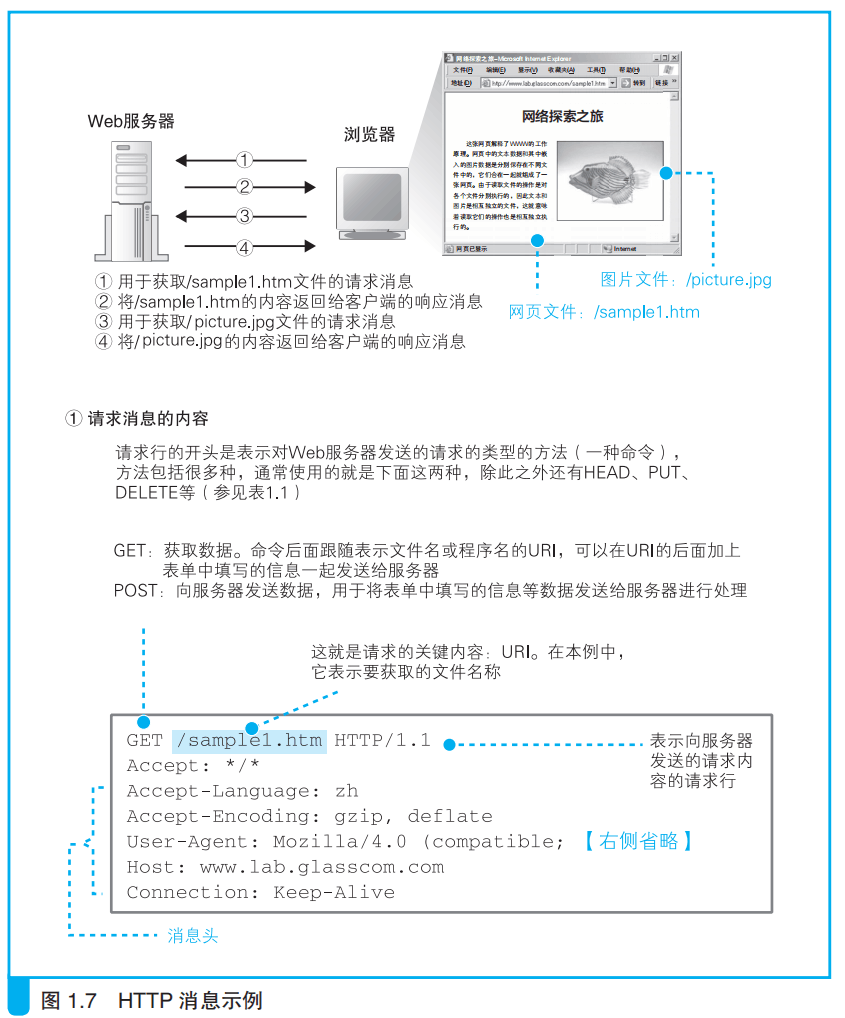 网络探索之旅-Microsoft Internet Explorer
文件(F) 编辑(E) 显示(V) 收藏夹(A) 工具(T) 帮助(H)
地址(D) http://www.lab.glasscom.com/sample1.htm 转到 链接 »
网络探索之旅
这张网页解释了WWW的工作
原理。网页中的文本数据和其中嵌
入的图片数据是分别保存在不同文
件中的，它们合在一起就组成了一
张网页。由于读取文件的操作是对
各个文件分别执行的，因此文本和
图片是相互独立的文件，这就意味
着读取它们的操作也是相互独立执
行的。
网页已显示 Internet
Web服务器
浏览器
①
②
③
④
图片文件：/picture.jpg
网页文件：/sample1.htm
① 用于获取/sample1.htm文件的请求消息
② 将/sample1.htm的内容返回给客户端的响应消息
③ 用于获取/picture.jpg文件的请求消息
④ 将/picture.jpg的内容返回给客户端的响应消息
① 请求消息的内容
请求行的开头是表示对Web服务器发送的请求的类型的方法（一种命令），
方法包括很多种，通常使用的就是下面这两种，除此之外还有HEAD、PUT、
DELETE等（参见表1.1）
GET：获取数据。命令后面跟随表示文件名或程序名的URI，可以在URI的后面加上
表单中填写的信息一起发送给服务器
POST：向服务器发送数据，用于将表单中填写的信息等数据发送给服务器进行处理
这就是请求的关键内容：URI。在本例中，
它表示要获取的文件名称
GET /sample1.htm HTTP/1.1
Accept: */*
Accept-Language: zh
Accept-Encoding: gzip, deflate
User-Agent: Mozilla/4.0 (compatible; 【右侧省略】
Host: www.lab.glasscom.com
Connection: Keep-Alive
表示向服务器
发送的请求内
容的请求行
消息头
图 1.7 HTTP 消息示例